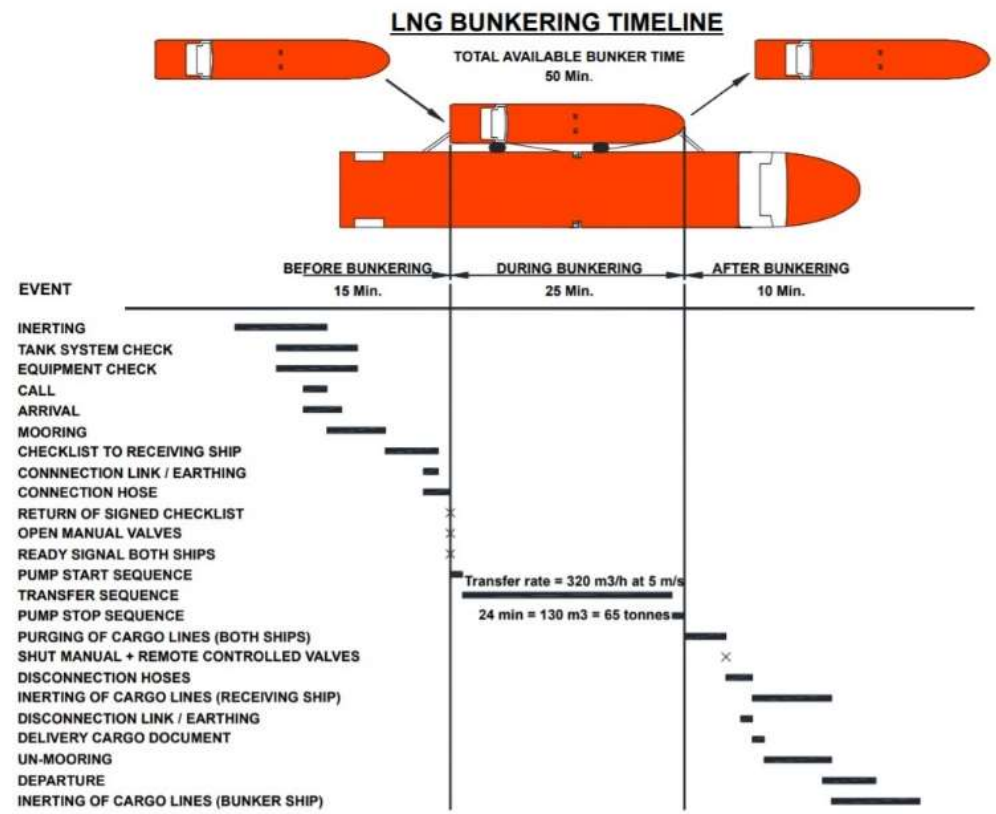 LNG BUNKERING TIMELINE
TOTAL AVAILABLE BUNKER TIME
50 Min.
BEFORE BUNKERING
DURING BUNKERING
AFTER BUNKERING
EVENT
15 Min.
25 Min.
10 Min.
INERTING
TANK SYSTEM CHECK
EQUIPMENT CHECK
CALL
ARRIVAL
MOORING
CHECKLIST TO RECEIVING SHIP
CONNNECTION LINK / EARTHING
CONNECTION HOSE
RETURN OF SIGNED CHECKLIST
OPEN MANUAL VALVES
READY SIGNAL BOTH SHIPS
PUMP START SEQUENCE
Transfer rate = 320 m3/h at 5 m/s
TRANSFER SEQUENCE
PUMP STOP SEQUENCE
24 min = 130 m3 = 65 tonnes
PURGING OF CARGO LINES (BOTH SHIPS)
SHUT MANUAL + REMOTE CONTROLLED VALVES
DISCONNECTION HOSES
INERTING OF CARGO LINES (RECEIVING SHIP)
DISCONNECTION LINK / EARTHING
DELIVERY CARGO DOCUMENT
UN-MOORING
DEPARTURE
INERTING OF CARGO LINES (BUNKER SHIP)